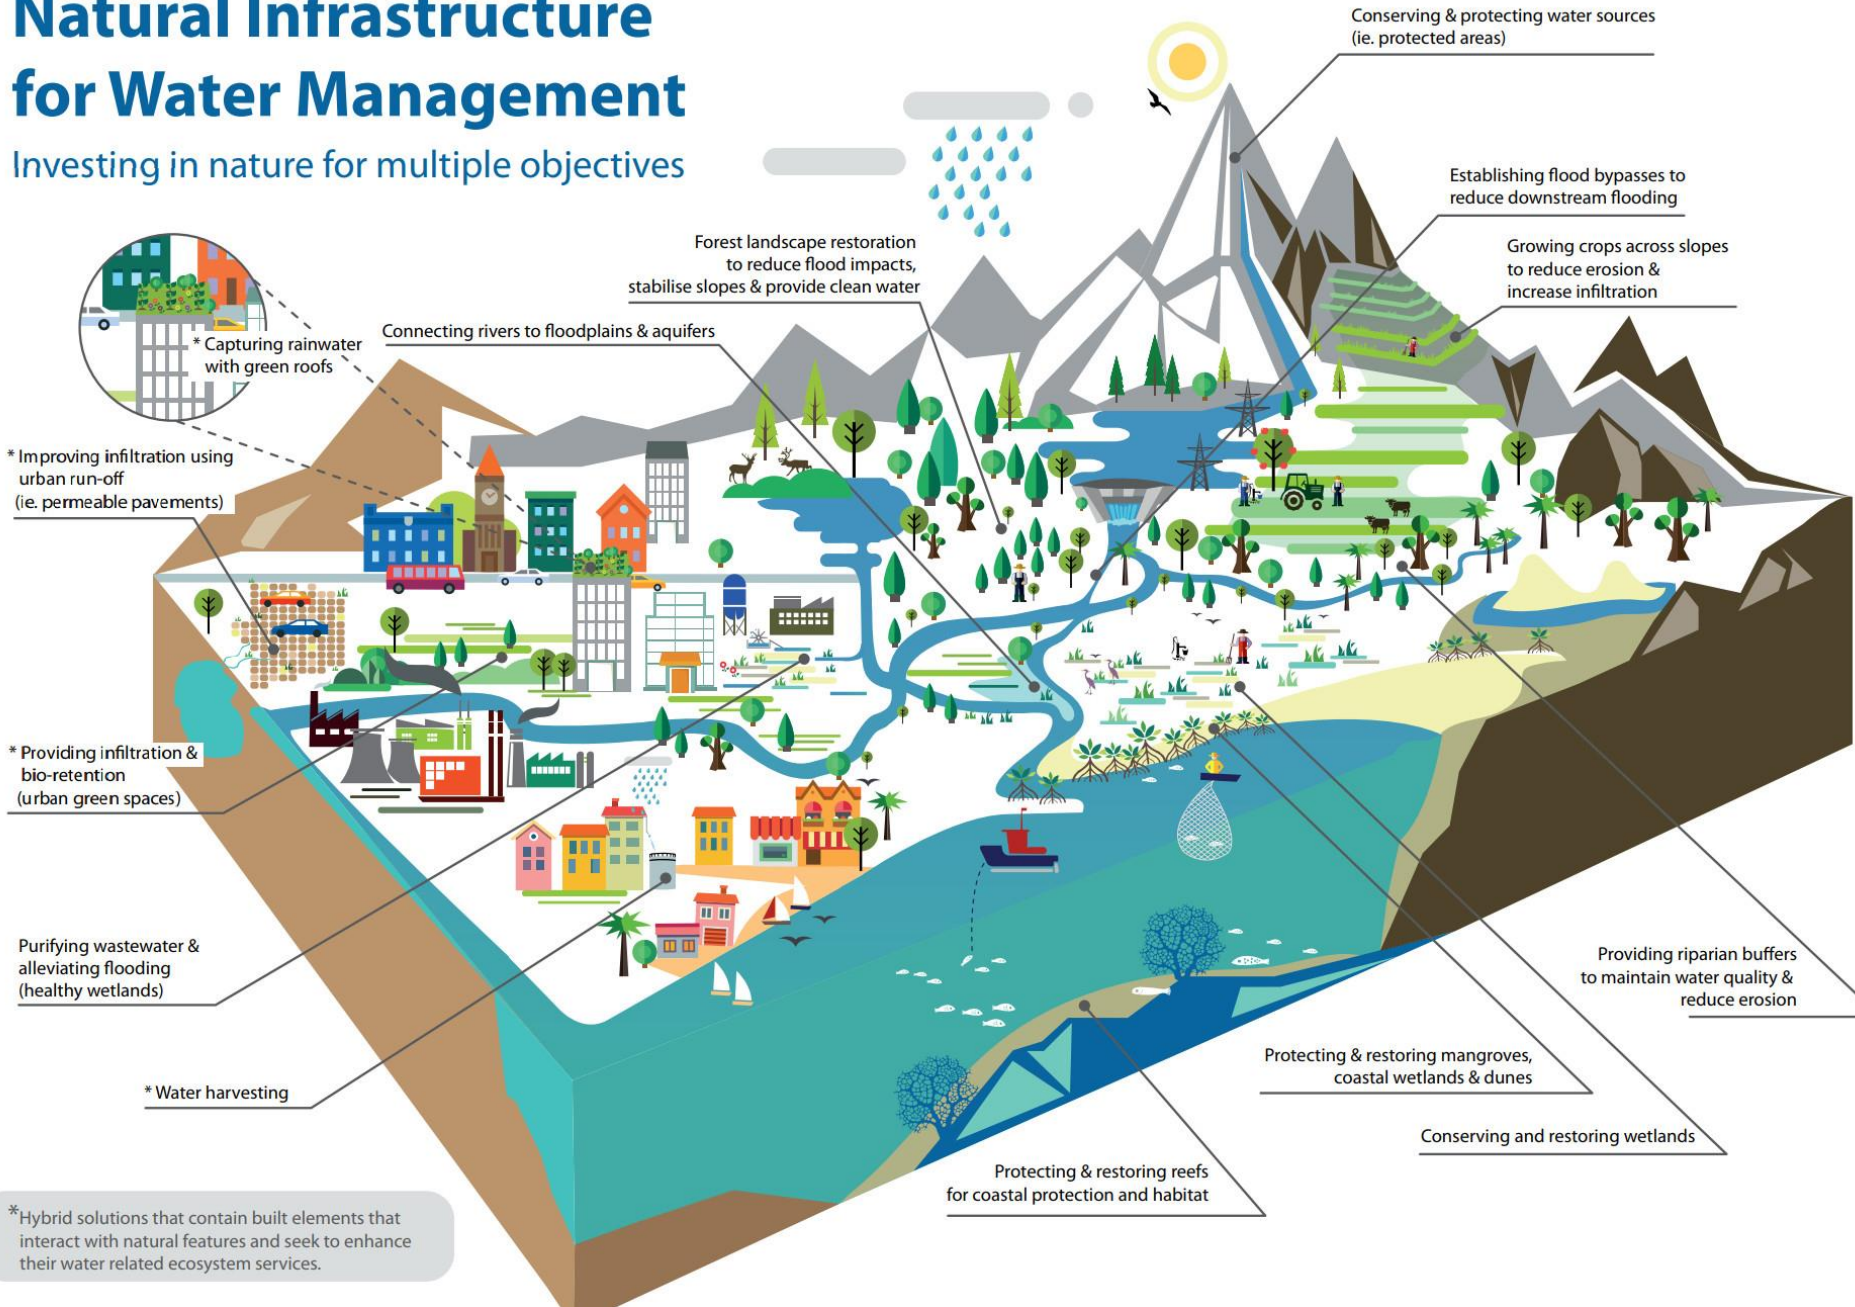 Natural Infrastructure
for Water Management
Investing in nature for multiple objectives
Conserving & protecting water sources
(ie. protected areas)
Establishing flood bypasses to
reduce downstream flooding
Growing crops across slopes
to reduce erosion &
increase infiltration
Forest landscape restoration
to reduce flood impacts,
stabilise slopes & provide clean water
Connecting rivers to floodplains & aquifers
* Capturing rainwater
with green roofs
* Improving infiltration using
urban run-off
(ie. permeable pavements)
* Providing infiltration &
bio-retention
(urban green spaces)
Purifying wastewater &
alleviating flooding
(healthy wetlands)
* Water harvesting
Providing riparian buffers
to maintain water quality &
reduce erosion
Protecting & restoring mangroves,
coastal wetlands & dunes
Conserving and restoring wetlands
Protecting & restoring reefs
for coastal protection and habitat
*Hybrid solutions that contain built elements that
interact with natural features and seek to enhance
their water related ecosystem services.